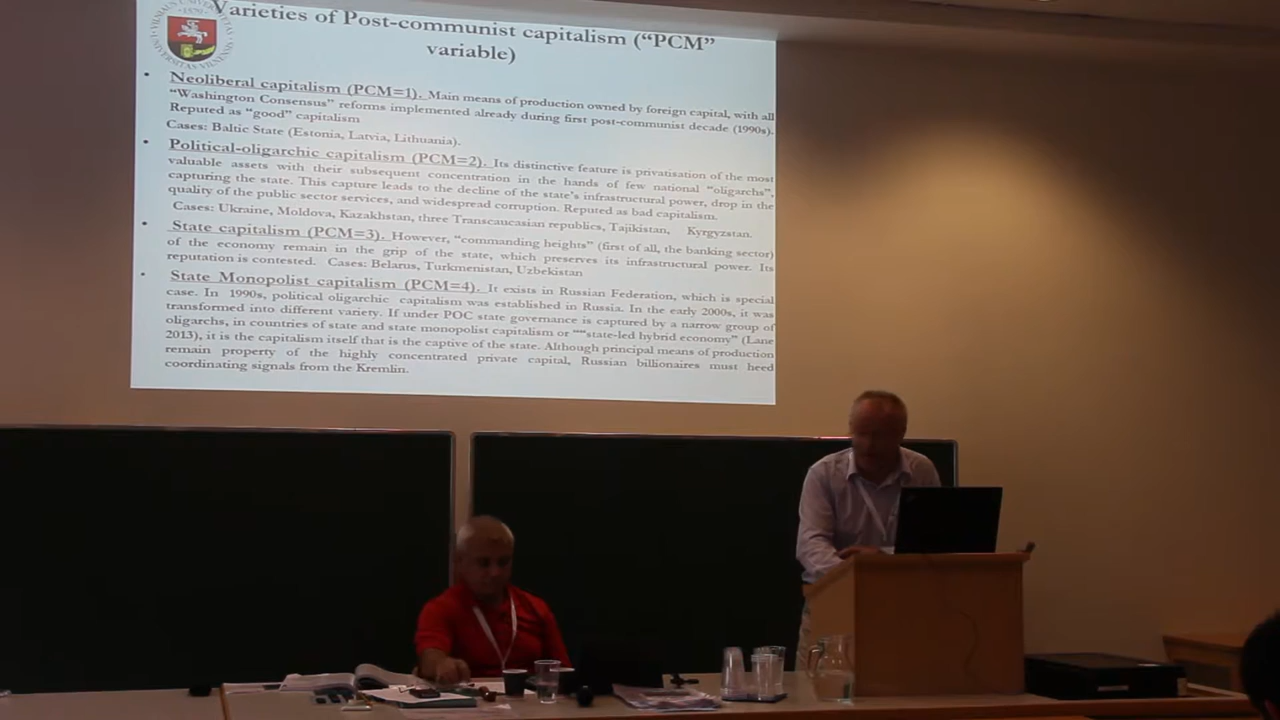 Varieties of Post-communist capitalism (“PCM”
variable)
• Neoliberal capitalism (PCM=1). Main means of production owned by foreign capital, with all
“Washington Consensus” reforms implemented already during first post-communist decade (1990s).
Reputed as “good” capitalism
Cases: Baltic State (Estonia, Latvia, Lithuania).
• Political-oligarchic capitalism (PCM=2). Its distinctive feature is privatisation of the most
valuable assets with their subsequent concentration in the hands of few national “oligarchs”,
capturing the state. This capture leads to the decline of the state’s infrastructural power, drop in the
quality of the public sector services, and widespread corruption. Reputed as bad capitalism.
Cases: Ukraine, Moldova, Kazakhstan, three Transcaucasian republics, Tajikistan, Kyrgyzstan.
• State capitalism (PCM=3). However, “commanding heights” (first of all, the banking sector)
of the economy remain in the grip of the state, which preserves its infrastructural power. Its
reputation is contested. Cases: Belarus, Turkmenistan, Uzbekistan
• State Monopolist capitalism (PCM=4). It exists in Russian Federation, which is special
case. In 1990s, political oligarchic capitalism was established in Russia. In the early 2000s, it was
transformed into different variety. If under POC state governance is captured by a narrow group of
oligarchs, in countries of state and state monopolist capitalism or ““state-led hybrid economy” (Lane
2013), it is the capitalism itself that is the captive of the state. Although principal means of production
remain property of the highly concentrated private capital, Russian billionaires must heed
coordinating signals from the Kremlin.